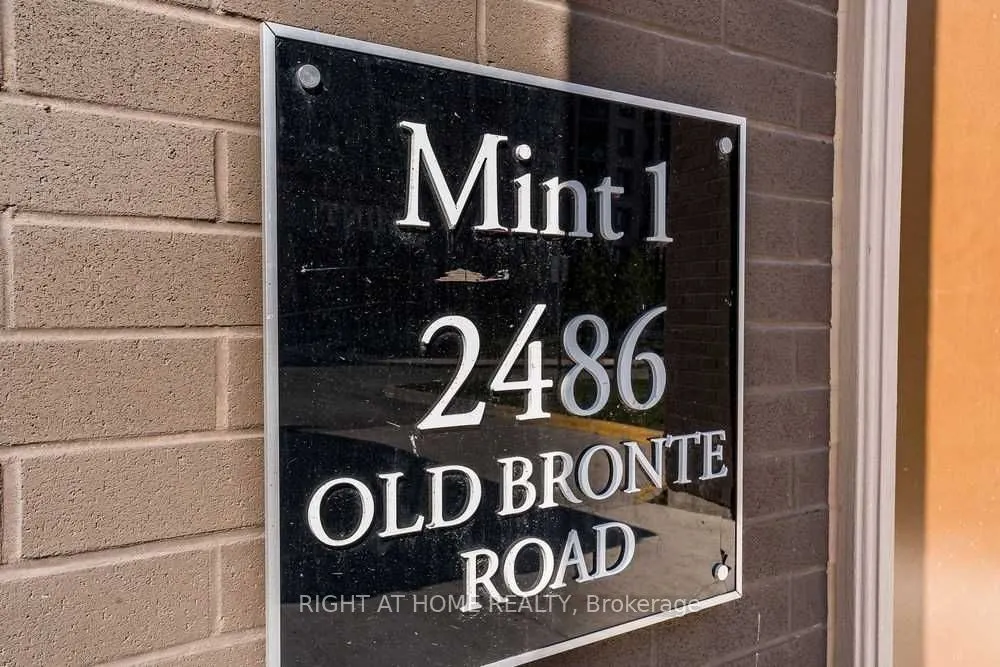 Mint 1
2486
OLD BRONTE
ROAD
RIGHT AT HOME REALTY, Brokerage